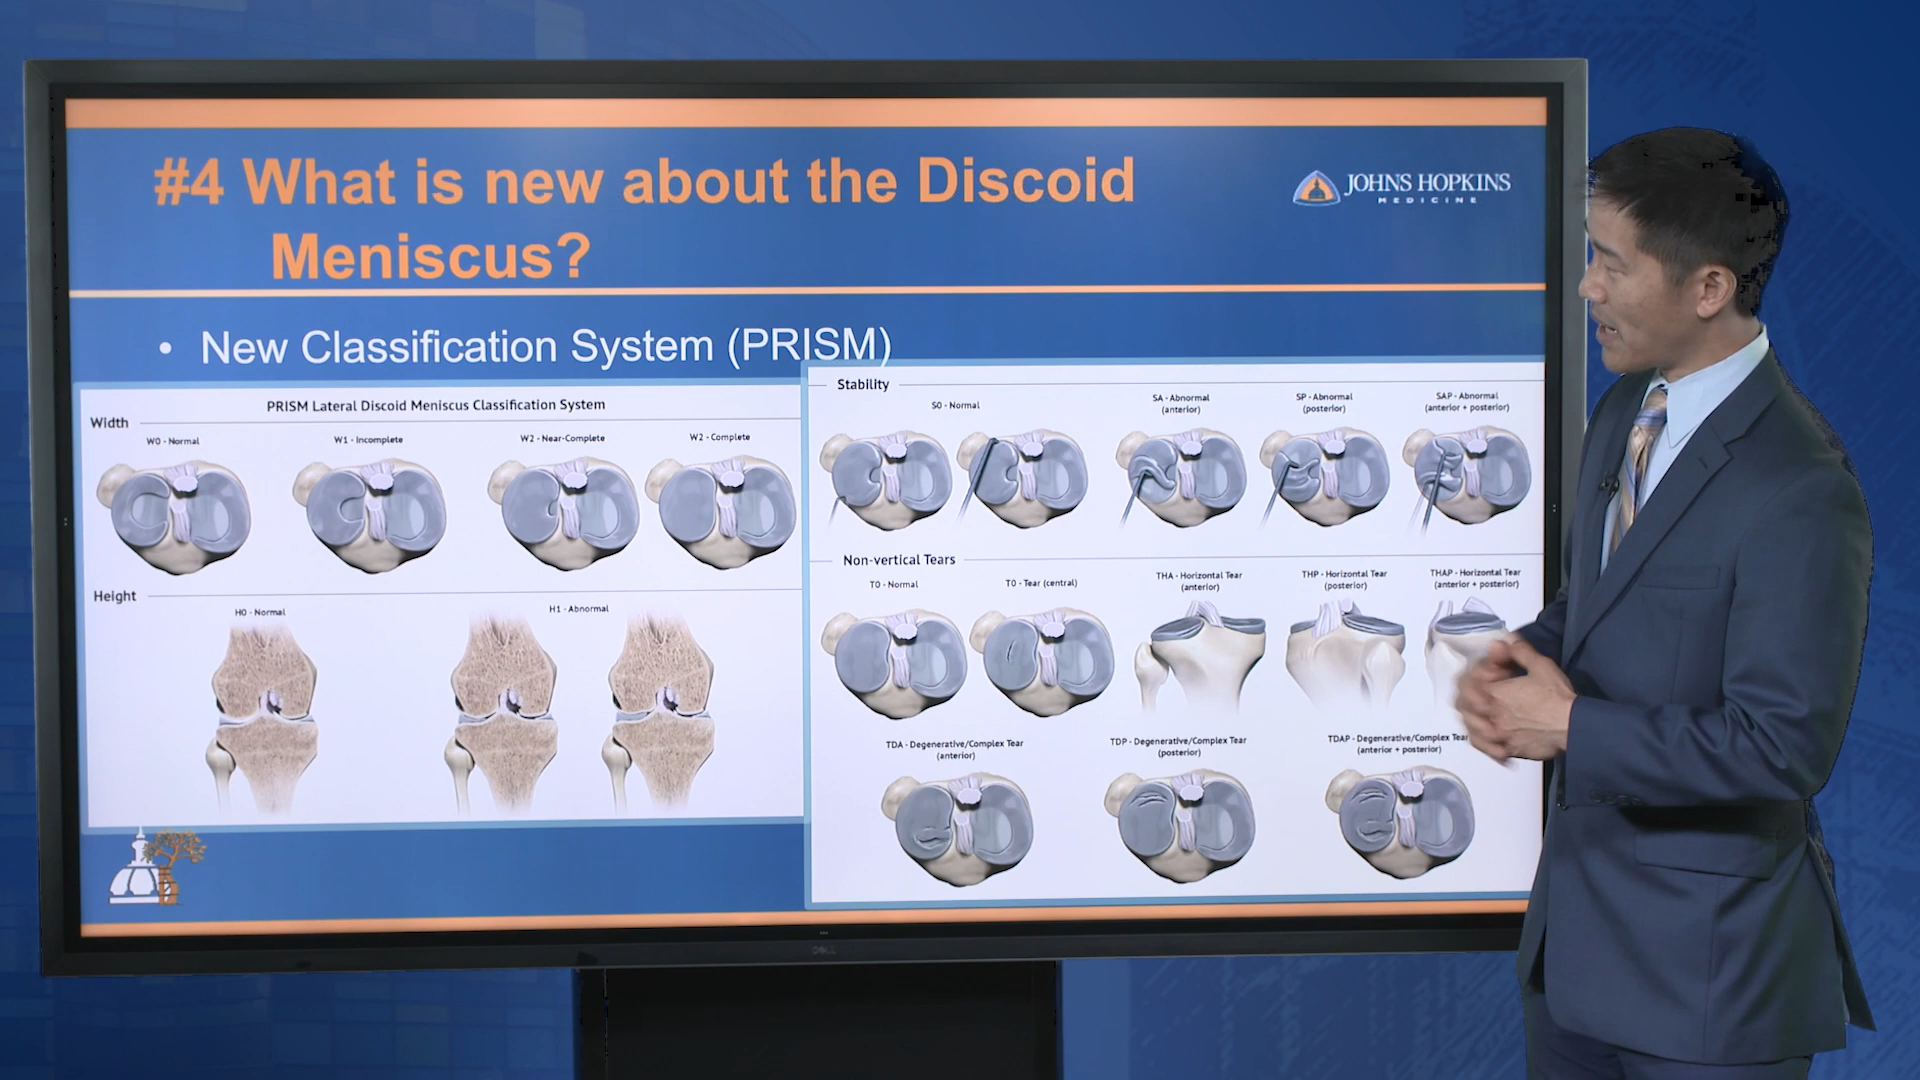 #4 What is new about the Discoid
Meniscus?
JOHNS HOPKINS
MEDICINE
• New Classification System (PRISM)
PRISM Lateral Discoid Meniscus Classification System
Width
W0 - Normal
W1 - Incomplete
W2 - Near-Complete
W2 - Complete
Height
H0 - Normal
H1 - Abnormal
Stability
S0 - Normal
SA - Abnormal
(anterior)
SP - Abnormal
(posterior)
SAP - Abnormal
(anterior + posterior)
Non-vertical Tears
T0 - Normal
T0 - Tear (central)
THA - Horizontal Tear
(anterior)
THP - Horizontal Tear
(posterior)
THAP - Horizontal Tear
(anterior + posterior)
TDA - Degenerative/Complex Tear
(anterior)
TDP - Degenerative/Complex Tear
(posterior)
TDAP - Degenerative/Complex Tear
(anterior + posterior)
DELL